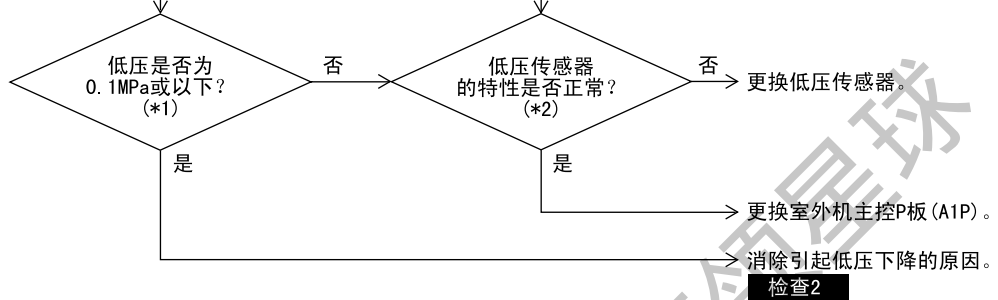 低压是否为
0.1MPa或以下？
(*1)
否
低压传感器
的特性是否正常？
(*2)
否
更换低压传感器。
是
是
更换室外机主控P板(A1P)。
消除引起低压下降的原因。
检查2
领星球